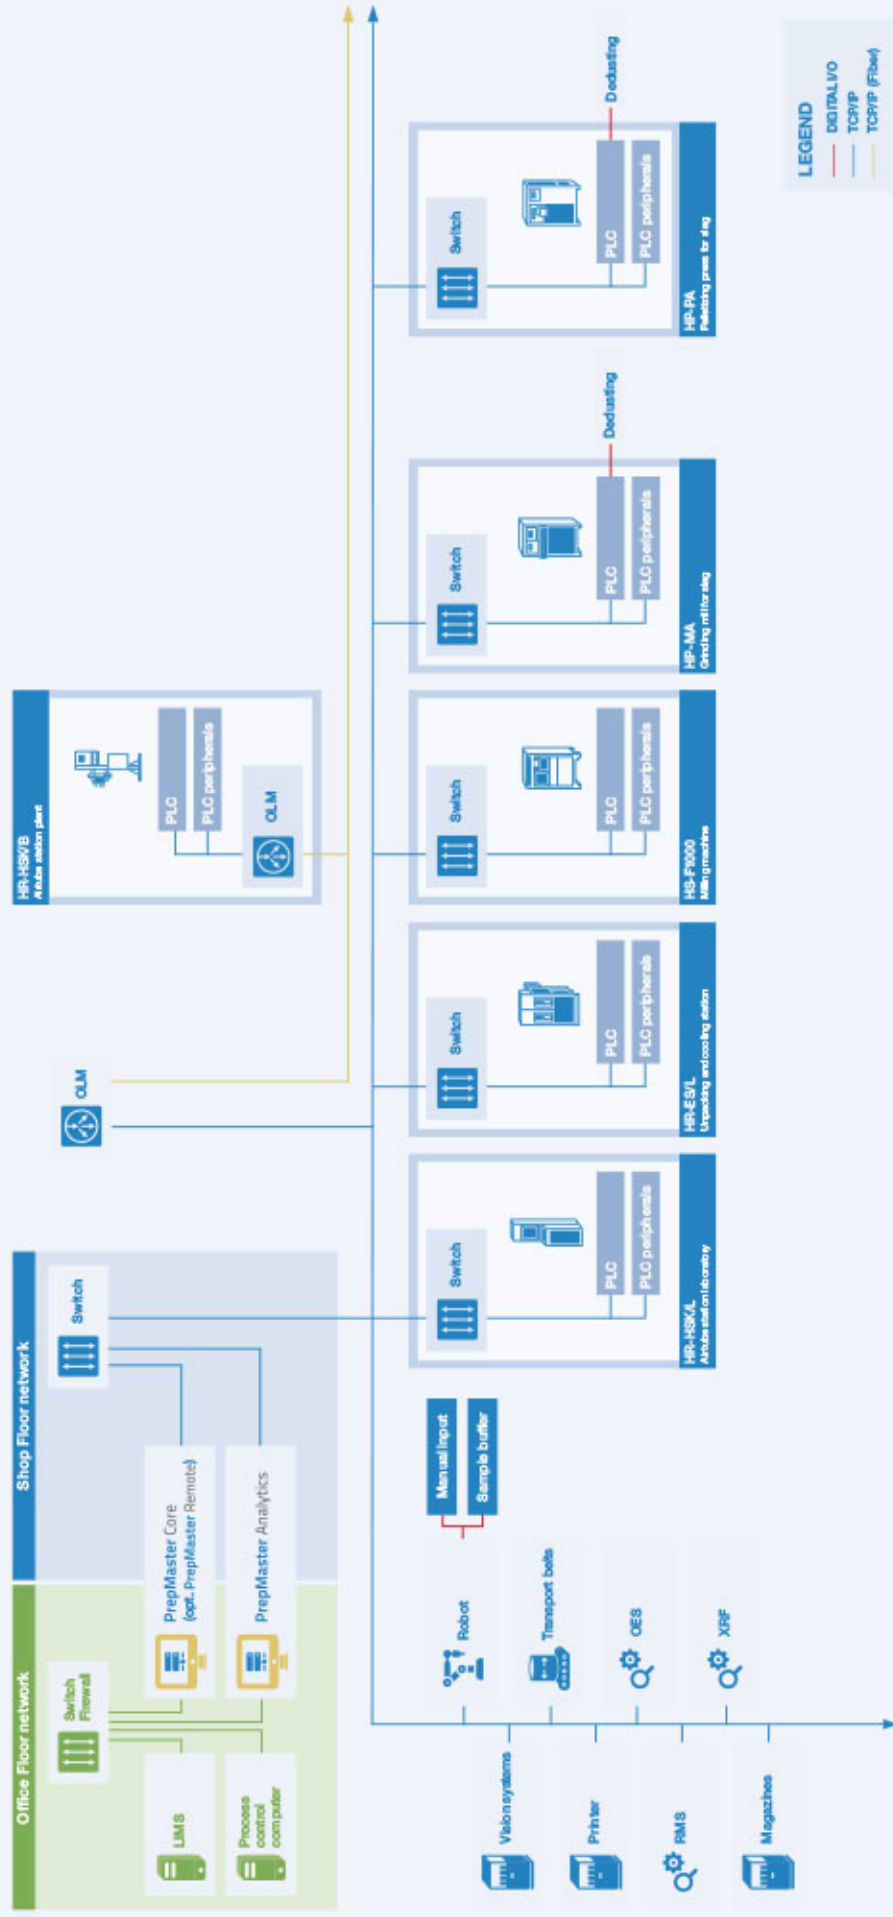 Office Floor network
Shop Floor network
Switch
Firewall
LIMS
Process
control
computer
PrepMaster Core
(opt. PrepMaster Remote)
PrepMaster Analytics
Switch
OLM
HR-HSK/B
Airtube station plant
PLC
PLC peripherals
OLM
Vision systems
Printer
RMS
Magazines
Robot
Transport belts
OES
XRF
Manual input
Sample buffer
Switch
PLC
PLC peripherals
HR-HSK/L
Airtube station laboratory
Switch
PLC
PLC peripherals
HR-ES/L
Unpacking and cooling station
Switch
PLC
PLC peripherals
HS-F1000
Milling machine
Switch
PLC
PLC peripherals
Dedusting
HP-MA
Grinding mill for slag
Switch
PLC
PLC peripherals
Dedusting
HP-PA
Pelletizing press for slag
LEGEND
DIGITAL I/O
TCP/IP
TCP/IP (Fiber)